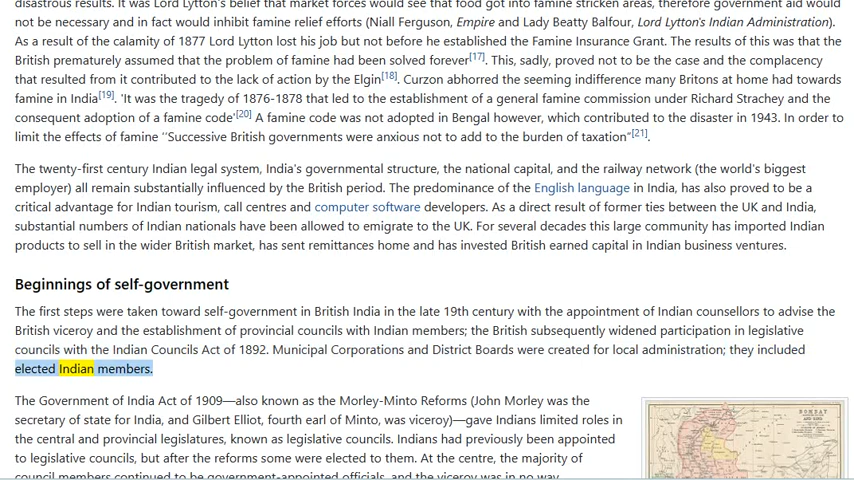 disastrous results. It was Lord Lytton's belief that market forces would see that food got into famine stricken areas, therefore government aid would
not be necessary and in fact would inhibit famine relief efforts (Niall Ferguson, Empire and Lady Beatty Balfour, Lord Lytton's Indian Administration).
As a result of the calamity of 1877 Lord Lytton lost his job but not before he established the Famine Insurance Grant. The results of this was that the
British prematurely assumed that the problem of famine had been solved forever[17]. This, sadly, proved not to be the case and the complacency
that resulted from it contributed to the lack of action by the Elgin[18]. Curzon abhorred the seeming indifference many Britons at home had towards
famine in India[19]. 'It was the tragedy of 1876-1878 that led to the establishment of a general famine commission under Richard Strachey and the
consequent adoption of a famine code'[20] A famine code was not adopted in Bengal however, which contributed to the disaster in 1943. In order to
limit the effects of famine ''Successive British governments were anxious not to add to the burden of taxation"[21].
The twenty-first century Indian legal system, India's governmental structure, the national capital, and the railway network (the world's biggest
employer) all remain substantially influenced by the British period. The predominance of the English language in India, has also proved to be a
critical advantage for Indian tourism, call centres and computer software developers. As a direct result of former ties between the UK and India,
substantial numbers of Indian nationals have been allowed to emigrate to the UK. For several decades this large community has imported Indian
products to sell in the wider British market, has sent remittances home and has invested British earned capital in Indian business ventures.
Beginnings of self-government
The first steps were taken toward self-government in British India in the late 19th century with the appointment of Indian counsellors to advise the
British viceroy and the establishment of provincial councils with Indian members; the British subsequently widened participation in legislative
councils with the Indian Councils Act of 1892. Municipal Corporations and District Boards were created for local administration; they included
elected Indian members.
The Government of India Act of 1909—also known as the Morley-Minto Reforms (John Morley was the
secretary of state for India, and Gilbert Elliot, fourth earl of Minto, was viceroy)—gave Indians limited roles in
the central and provincial legislatures, known as legislative councils. Indians had previously been appointed
to legislative councils, but after the reforms some were elected to them. At the centre, the majority of
council members continued to be government-appointed officials, and the viceroy was in no way
BOMBAY